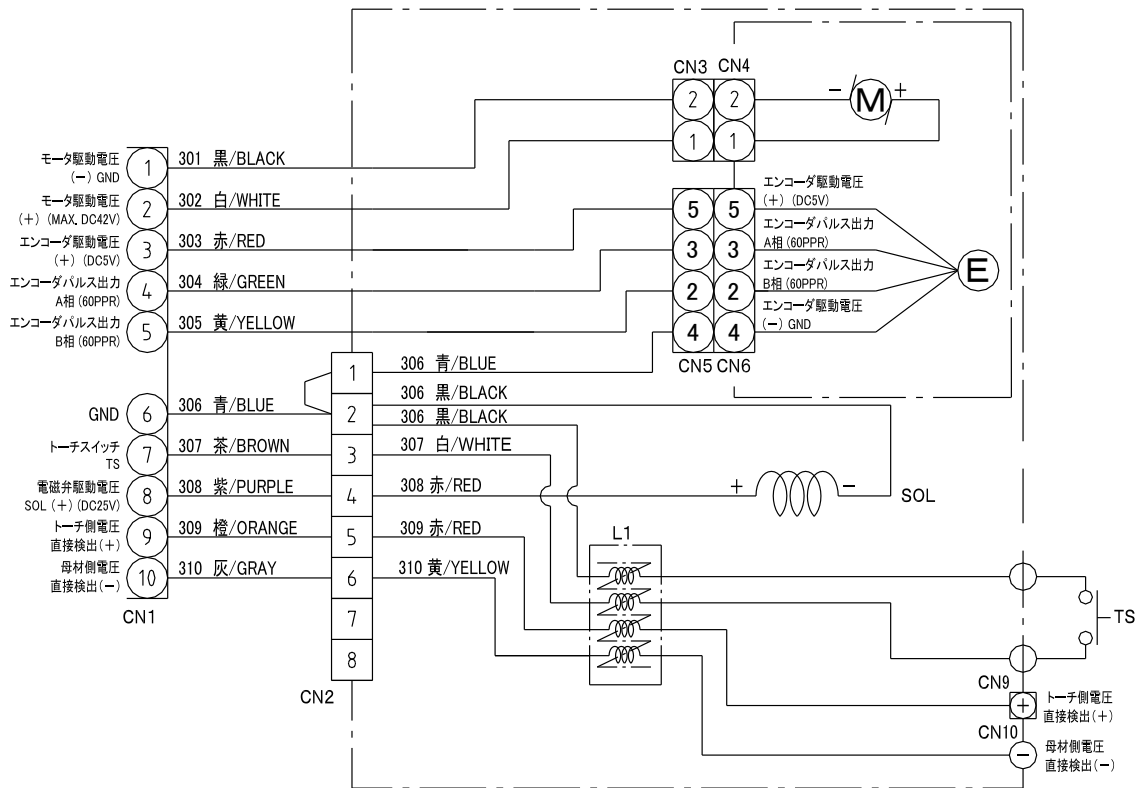 CN3 CN4
2 2 － M ＋
1 1
モータ駆動電圧
(－) GND
1
301 黒/BLACK
モータ駆動電圧
(＋) (MAX. DC42V)
2
302 白/WHITE
エンコーダ駆動電圧
(＋) (DC5V)
3
303 赤/RED
エンコーダパルス出力
A相 (60PPR)
4
304 緑/GREEN
エンコーダパルス出力
B相 (60PPR)
5
305 黄/YELLOW
5 5
エンコーダ駆動電圧
(＋) (DC5V)
3 3
エンコーダパルス出力
A相 (60PPR)
2 2
エンコーダパルス出力
B相 (60PPR)
4 4
エンコーダ駆動電圧
(－) GND
E
CN5 CN6
GND
6
306 青/BLUE
トーチスイッチ
TS
7
307 茶/BROWN
電磁弁駆動電圧
SOL (＋) (DC25V)
8
308 紫/PURPLE
トーチ側電圧
直接検出(＋)
9
309 橙/ORANGE
母材側電圧
直接検出(－)
10
310 灰/GRAY
CN1
1
2
3
4
5
6
7
8
CN2
306 青/BLUE
306 黒/BLACK
306 黒/BLACK
307 白/WHITE
308 赤/RED
309 赤/RED
310 黄/YELLOW
＋ －
SOL
L1
TS
CN9
＋
トーチ側電圧
直接検出(＋)
CN10
－
母材側電圧
直接検出(－)